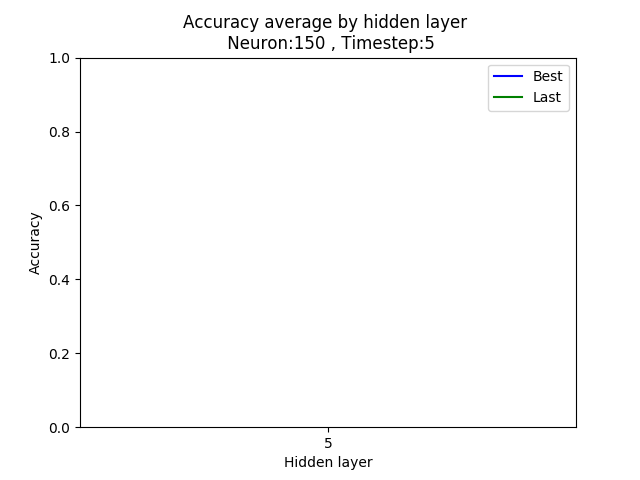 Accuracy average by hidden layer
Neuron:150 , Timestep:5
1.0
0.8
0.6
0.4
0.2
0.0
Accuracy
Best
Last
5
Hidden layer